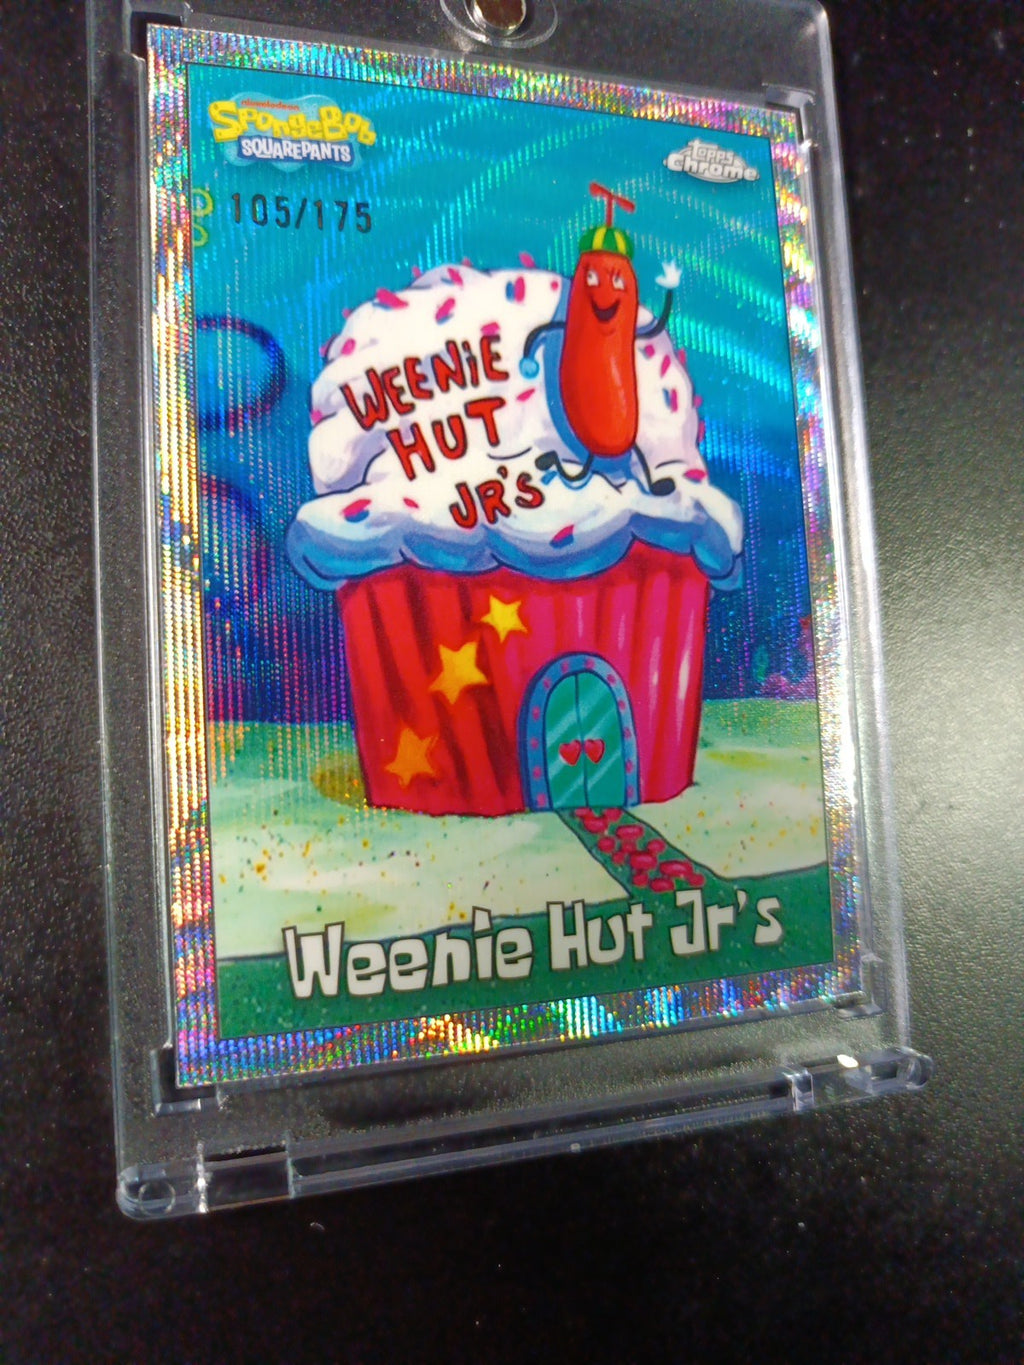 nickelodeon
SpongeBob
SQUAREPANTS
Topps
Chrome
105/175
WEENiE
HUT
JR'S
Weenie Hut Jr's